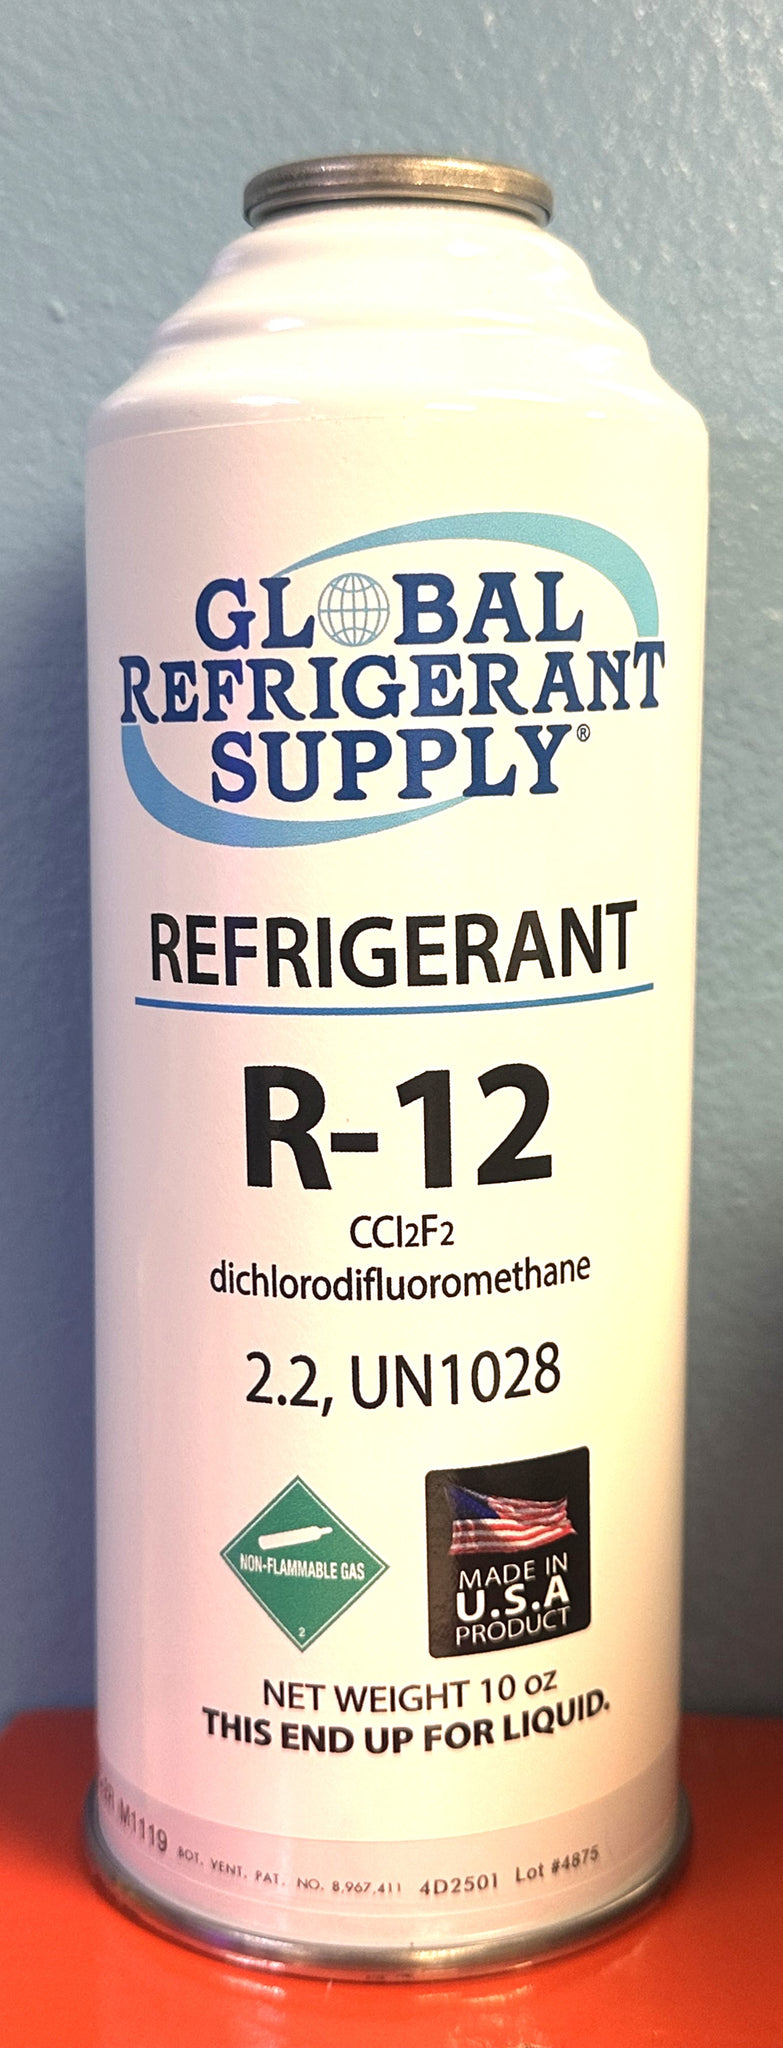 GLOBAL
REFRIGERANT
SUPPLY®
REFRIGERANT
R-12
CCl2F2
dichlorodifluoromethane
2.2, UN1028
NON-FLAMMABLE GAS
2
MADE IN
U.S.A
PRODUCT
NET WEIGHT 10 oz
THIS END UP FOR LIQUID.
M1119 BOT. VENT. PAT. NO. 8,967,411 4D2501 Lot #4875